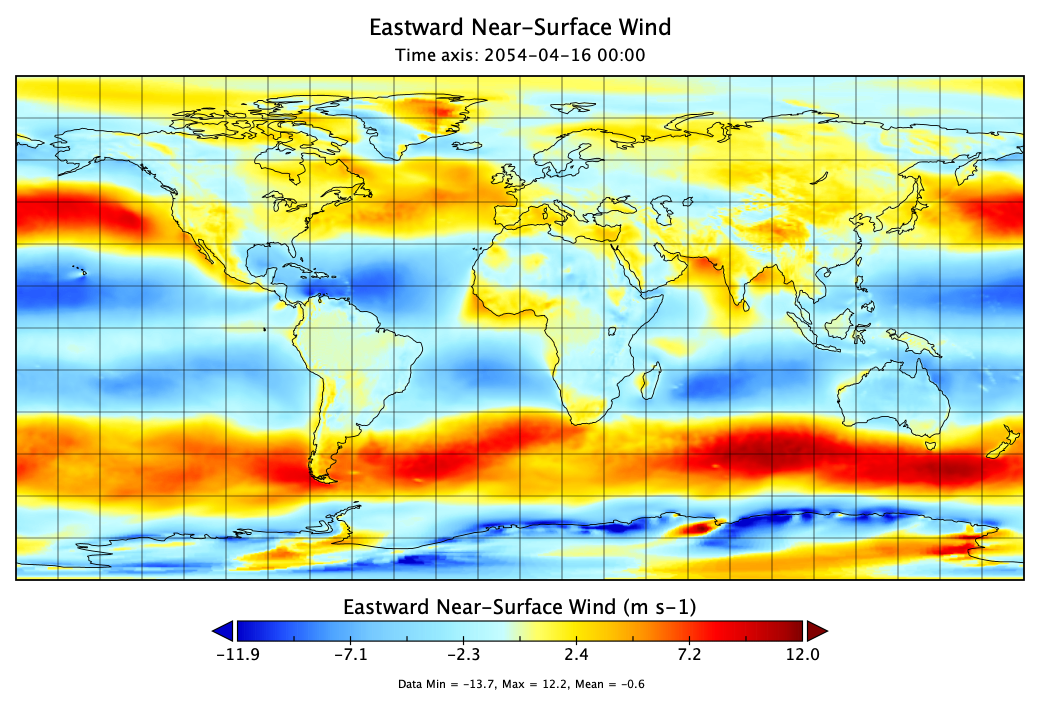 Eastward Near-Surface Wind
Time axis: 2054-04-16 00:00
Eastward Near-Surface Wind (m s-1)
-11.9 -7.1 -2.3 2.4 7.2 12.0
Data Min = -13.7, Max = 12.2, Mean = -0.6